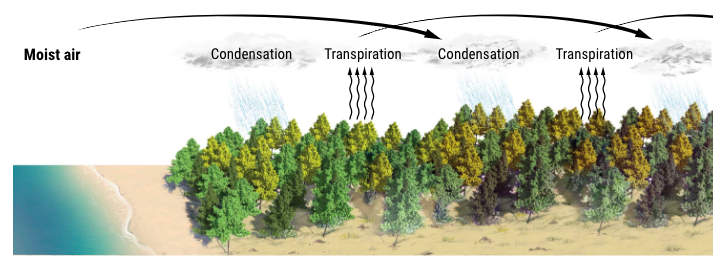 Moist air
Condensation
Transpiration
Condensation
Transpiration